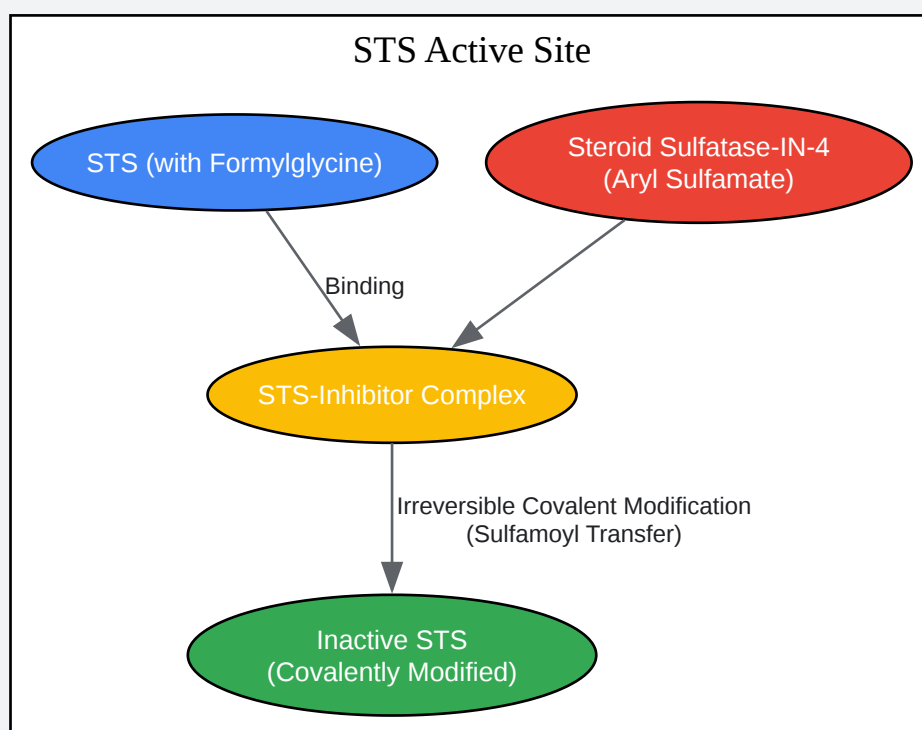 STS Active Site
STS (with Formylglycine)
Steroid Sulfatase-IN-4
(Aryl Sulfamate)
Binding
STS-Inhibitor Complex
Irreversible Covalent Modification
(Sulfamoyl Transfer)
Inactive STS
(Covalently Modified)